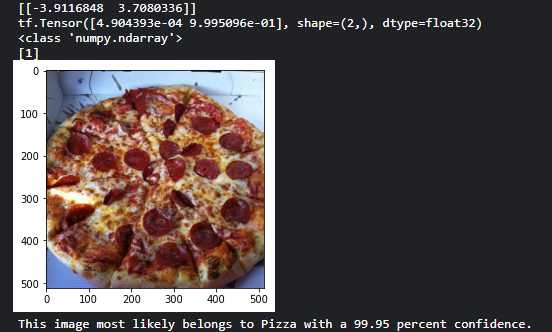 [[-3.9116848  3.7080336]]
tf.Tensor([4.904393e-04 9.995096e-01], shape=(2,), dtype=float32)
<class 'numpy.ndarray'>
[1]
0
100
200
300
400
500
0 100 200 300 400 500
This image most likely belongs to Pizza with a 99.95 percent confidence.